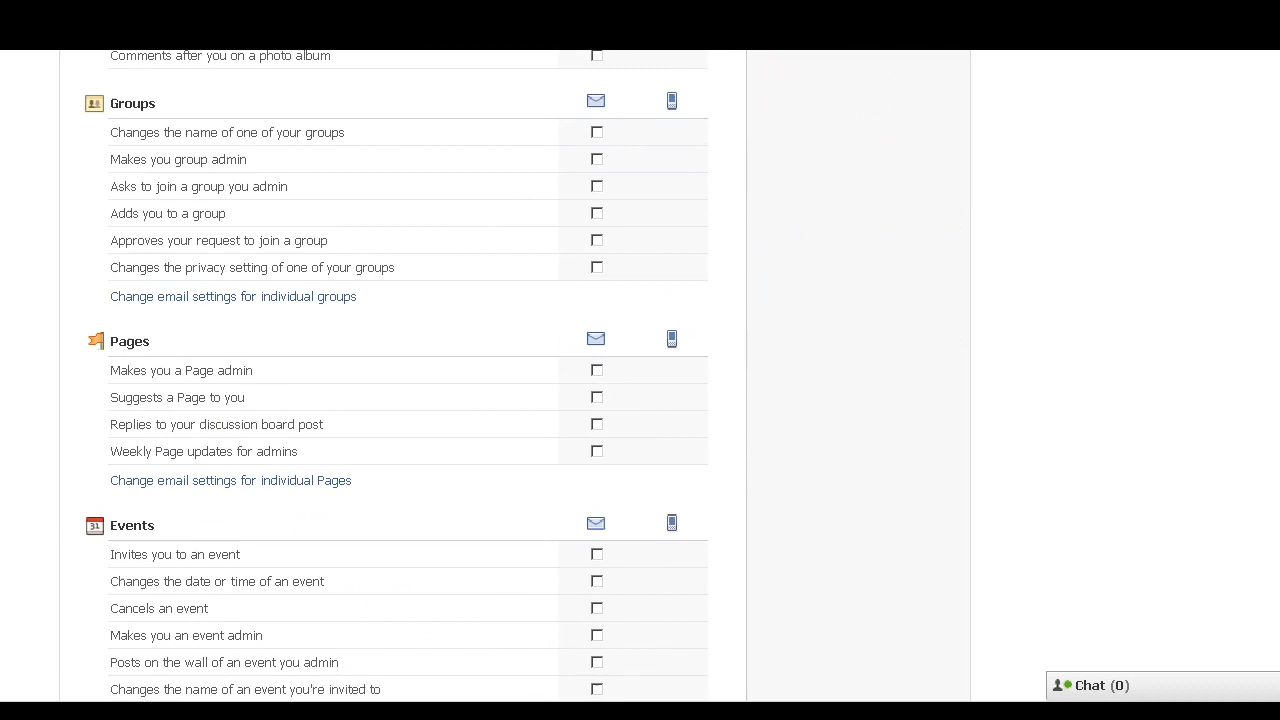 Comments after you on a photo album
Groups
Changes the name of one of your groups
Makes you group admin
Asks to join a group you admin
Adds you to a group
Approves your request to join a group
Changes the privacy setting of one of your groups
Change email settings for individual groups
Pages
Makes you a Page admin
Suggests a Page to you
Replies to your discussion board post
Weekly Page updates for admins
Change email settings for individual Pages
31 Events
Invites you to an event
Changes the date or time of an event
Cancels an event
Makes you an event admin
Posts on the wall of an event you admin
Changes the name of an event you're invited to
Chat (0)